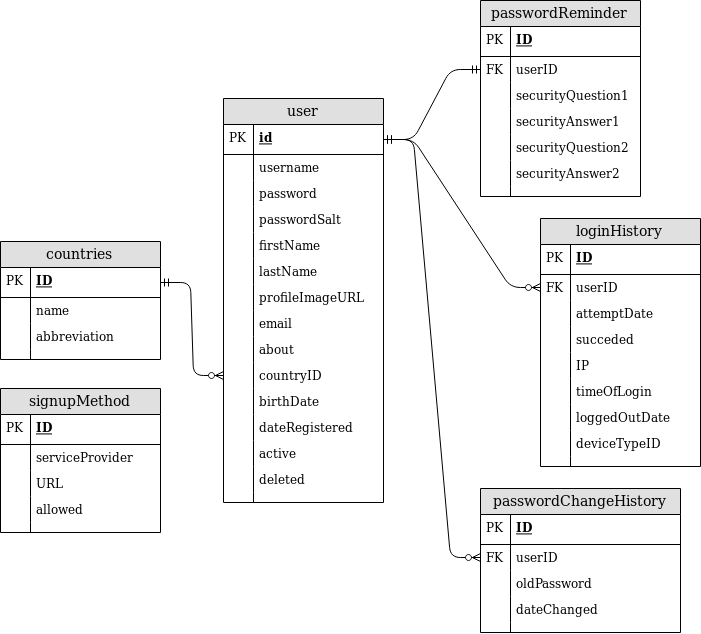 passwordReminder
PK ID
FK userID
securityQuestion1
securityAnswer1
securityQuestion2
securityAnswer2
user
PK id
username
password
passwordSalt
firstName
lastName
profileImageURL
email
about
countryID
birthDate
dateRegistered
active
deleted
loginHistory
PK ID
FK userID
attemptDate
succeded
IP
timeOfLogin
loggedOutDate
deviceTypeID
countries
PK ID
name
abbreviation
signupMethod
PK ID
serviceProvider
URL
allowed
passwordChangeHistory
PK ID
FK userID
oldPassword
dateChanged